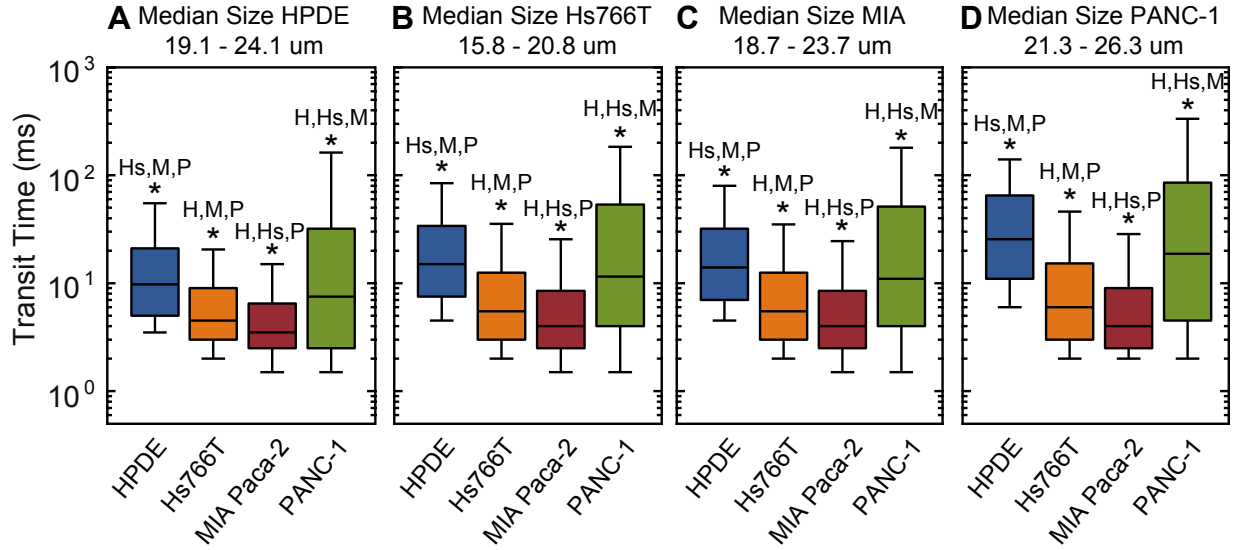 A Median Size HPDE
19.1 - 24.1 um
B Median Size Hs766T
15.8 - 20.8 um
C Median Size MIA
18.7 - 23.7 um
D Median Size PANC-1
21.3 - 26.3 um
Transit Time (ms)
10³
10²
10¹
10⁰
Hs,M,P
*
H,M,P
*
H,Hs,P
*
H,Hs,M
*
HPDE
Hs766T
MIA Paca-2
PANC-1
Hs,M,P
*
H,M,P
*
H,Hs,P
*
H,Hs,M
*
HPDE
Hs766T
MIA Paca-2
PANC-1
Hs,M,P
*
H,M,P
*
H,Hs,P
*
H,Hs,M
*
HPDE
Hs766T
MIA Paca-2
PANC-1
Hs,M,P
*
H,M,P
*
H,Hs,P
*
H,Hs,M
*
HPDE
Hs766T
MIA Paca-2
PANC-1